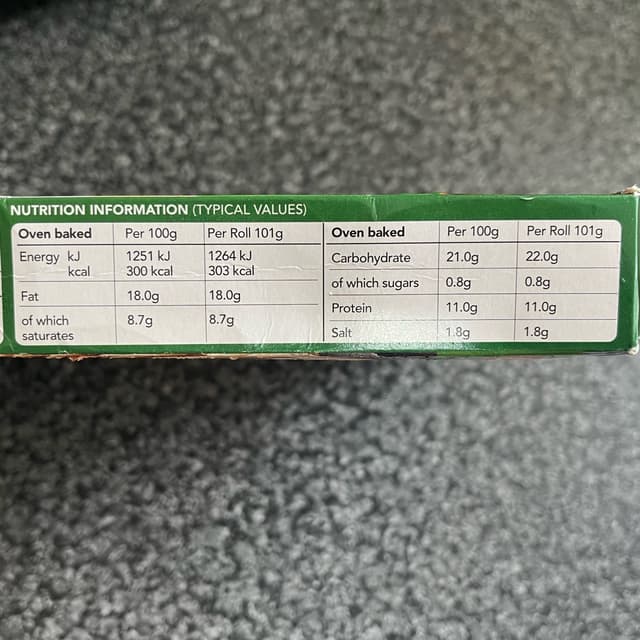 NUTRITION INFORMATION (TYPICAL VALUES)
Oven baked Per 100g Per Roll 101g
Energy kJ 1251 kJ 1264 kJ
kcal 300 kcal 303 kcal
Fat 18.0g 18.0g
of which 8.7g 8.7g
saturates
Oven baked Per 100g Per Roll 101g
Carbohydrate 21.0g 22.0g
of which sugars 0.8g 0.8g
Protein 11.0g 11.0g
Salt 1.8g 1.8g